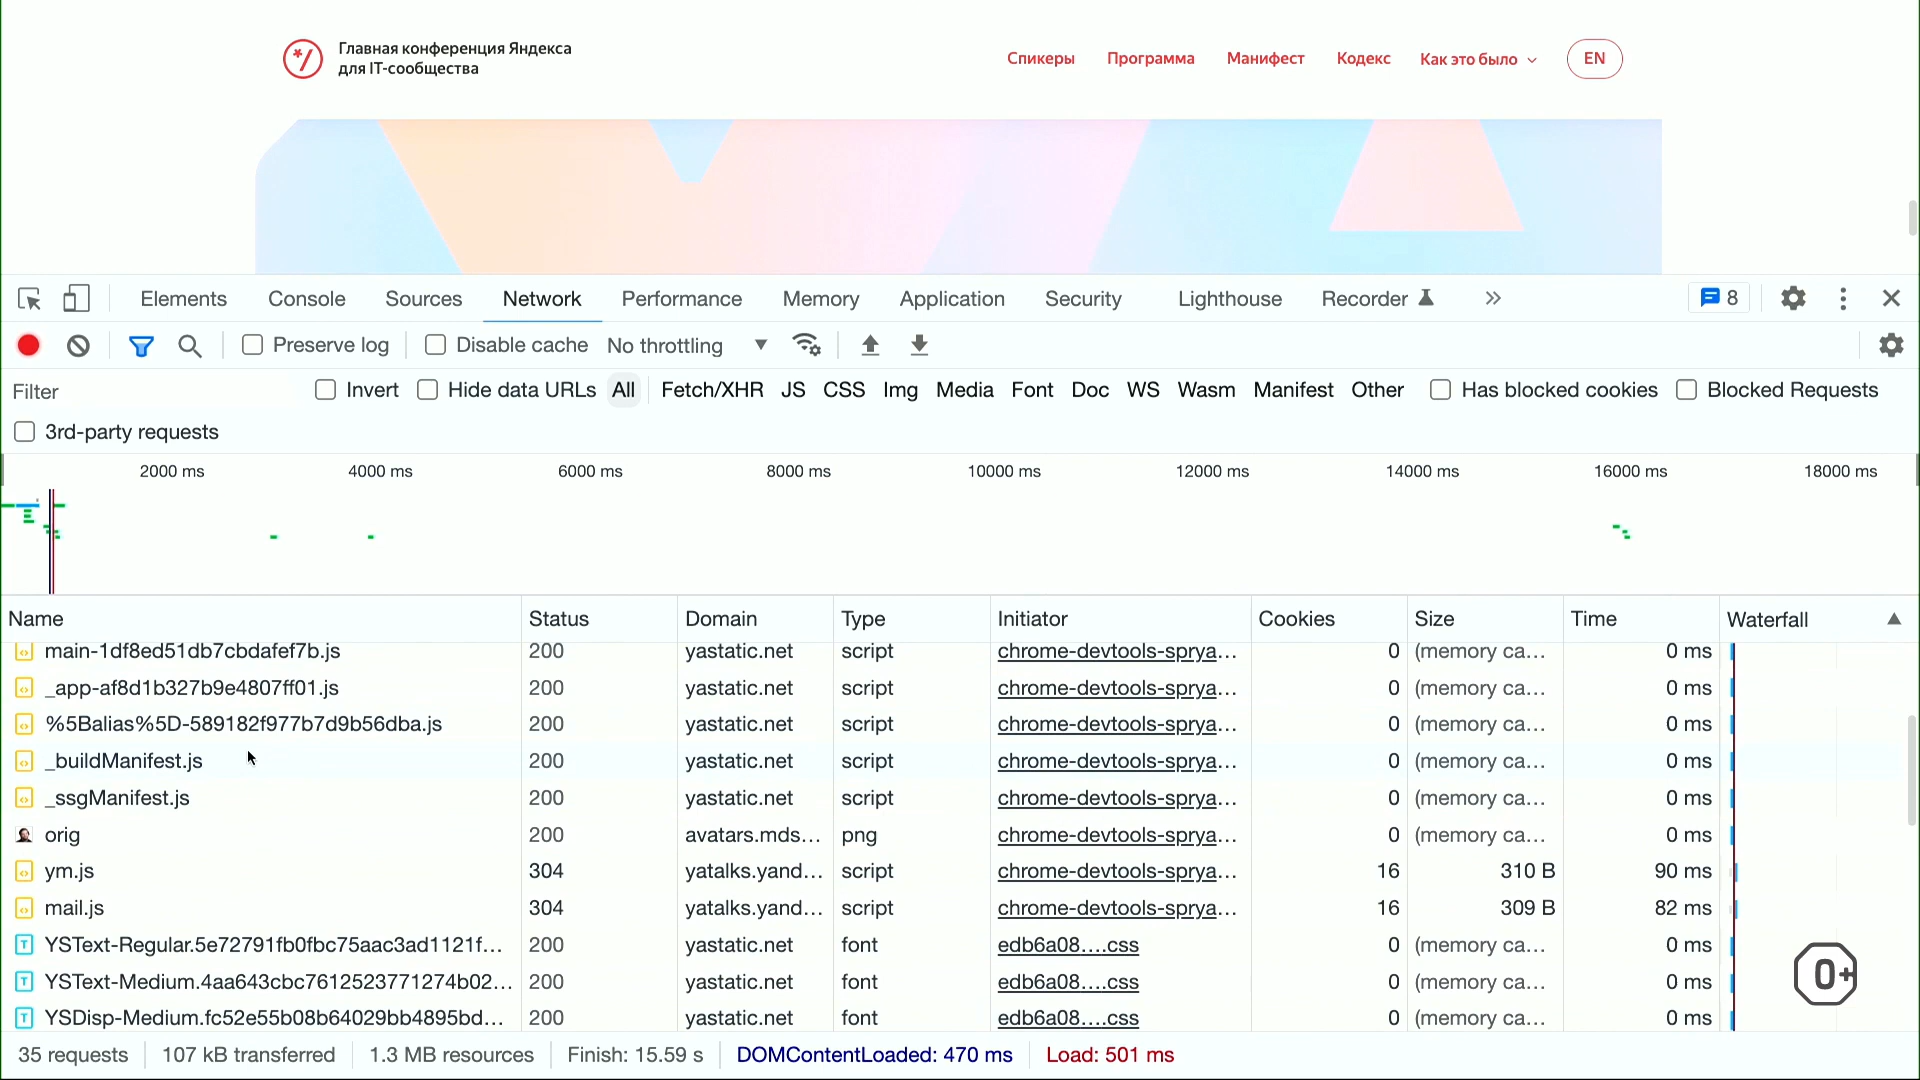 Главная конференция Яндекса
для IT-сообщества
Спикеры Программа Манифест Кодекс Как это было EN
Elements Console Sources Network Performance Memory Application Security Lighthouse Recorder 8
Preserve log Disable cache No throttling
Filter Invert Hide data URLs All Fetch/XHR JS CSS Img Media Font Doc WS Wasm Manifest Other Has blocked cookies Blocked Requests
3rd-party requests
2000 ms 4000 ms 6000 ms 8000 ms 10000 ms 12000 ms 14000 ms 16000 ms 18000 ms
Name Status Domain Type Initiator Cookies Size Time Waterfall
main-1df8ed51db7cbdafef7b.js 200 yastatic.net script chrome-devtools-sprya... 0 (memory ca... 0 ms
_app-af8d1b327b9e4807ff01.js 200 yastatic.net script chrome-devtools-sprya... 0 (memory ca... 0 ms
%5Balias%5D-589182f977b7d9b56dba.js 200 yastatic.net script chrome-devtools-sprya... 0 (memory ca... 0 ms
_buildManifest.js 200 yastatic.net script chrome-devtools-sprya... 0 (memory ca... 0 ms
_ssgManifest.js 200 yastatic.net script chrome-devtools-sprya... 0 (memory ca... 0 ms
orig 200 avatars.mds... png chrome-devtools-sprya... 0 (memory ca... 0 ms
ym.js 304 yatalks.yand... script chrome-devtools-sprya... 16 310 B 90 ms
mail.js 304 yatalks.yand... script chrome-devtools-sprya... 16 309 B 82 ms
YSText-Regular.5e72791fb0fbc75aac3ad1121f... 200 yastatic.net font edb6a08....css 0 (memory ca... 0 ms
YSText-Medium.4aa643cbc7612523771274b02... 200 yastatic.net font edb6a08....css 0 (memory ca... 0 ms
YSDisp-Medium.fc52e55b08b64029bb4895bd... 200 yastatic.net font edb6a08....css 0 (memory ca... 0 ms
0+
35 requests 107 kB transferred 1.3 MB resources Finish: 15.59 s DOMContentLoaded: 470 ms Load: 501 ms